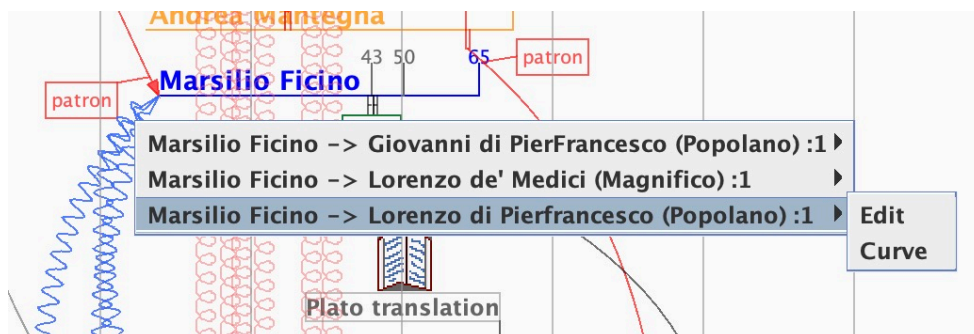 Andrea Mantegna
43 50 65
patron
Marsilio Ficino
patron
Marsilio Ficino -> Giovanni di PierFrancesco (Popolano) :1
Marsilio Ficino -> Lorenzo de' Medici (Magnifico) :1
Marsilio Ficino -> Lorenzo di Pierfrancesco (Popolano) :1
Edit
Curve
Plato translation